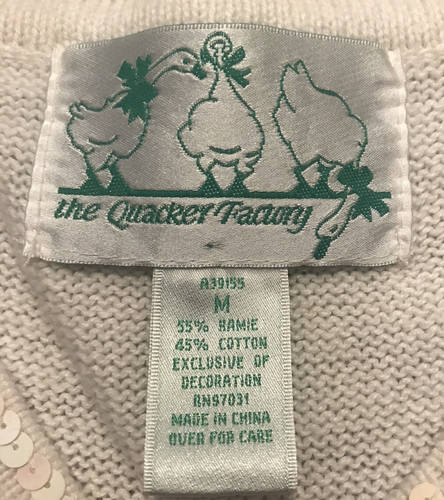 the Quacker Factory
A39155
M
55% RAMIE
45% COTTON
EXCLUSIVE OF
DECORATION
RN97031
MADE IN CHINA
OVER FOR CARE